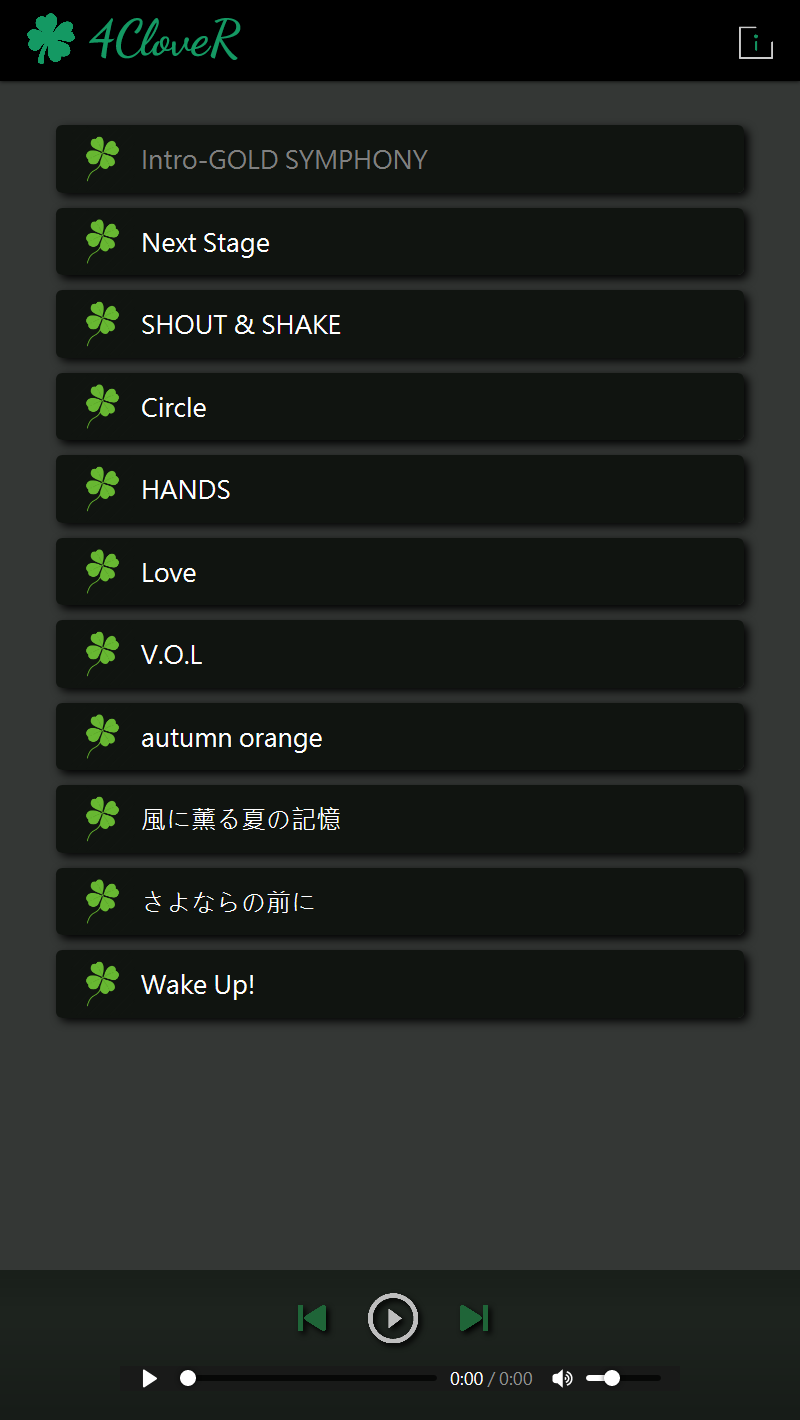 4CloveR
i
Intro-GOLD SYMPHONY
Next Stage
SHOUT & SHAKE
Circle
HANDS
Love
V.O.L
autumn orange
風に薫る夏の記憶
さよならの前に
Wake Up!
0:00 / 0:00